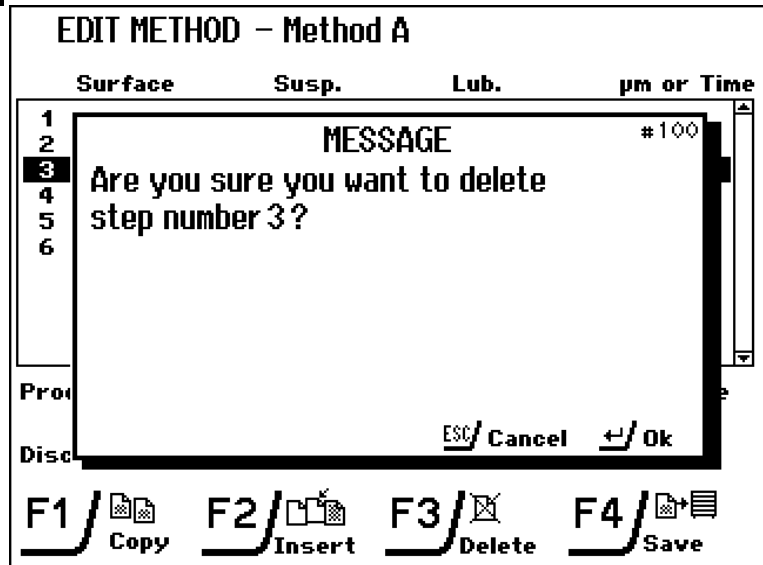 EDIT METHOD – Method A
Surface Susp. Lub. µm or Time
1
2
3
4
5
6
MESSAGE #100
Are you sure you want to delete
step number 3?
ESC Cancel ↵ Ok
F1 Copy F2 Insert F3 Delete F4 Save